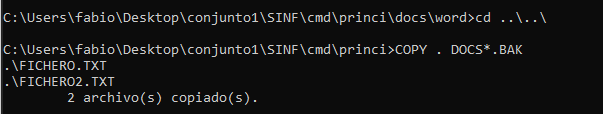 C:\Users\fabio\Desktop\conjunto1\SINF\cmd\princi\docs\word>cd ..\..\
C:\Users\fabio\Desktop\conjunto1\SINF\cmd\princi>COPY . DOCS*.BAK
.\FICHERO.TXT
.\FICHERO2.TXT
        2 archivo(s) copiado(s).